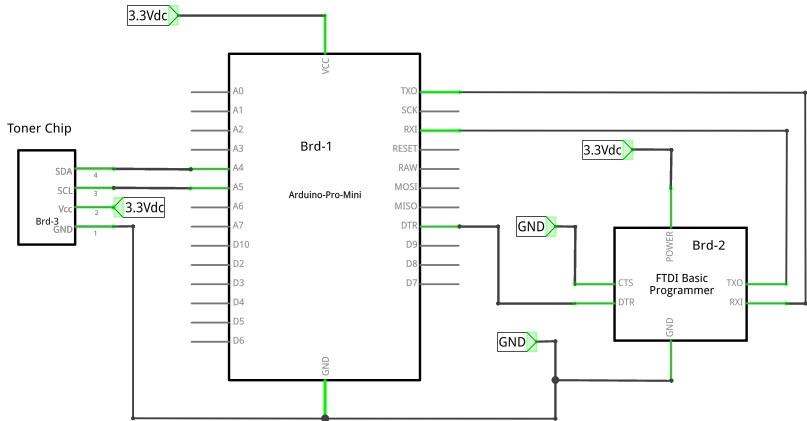 3.3Vdc
VCC
A0
A1
A2
A3
A4
A5
A6
A7
D10
D2
D3
D4
D5
D6
Brd-1
Arduino-Pro-Mini
TXO
SCK
RXI
RESET
RAW
MOSI
MISO
DTR
D9
D8
D7
GND
Toner Chip
SDA 4
SCL 3
Vcc 2
3.3Vdc
Brd-3
GND 1
3.3Vdc
GND
POWER
Brd-2
FTDI Basic
Programmer
CTS
DTR
TXO
RXI
GND
GND